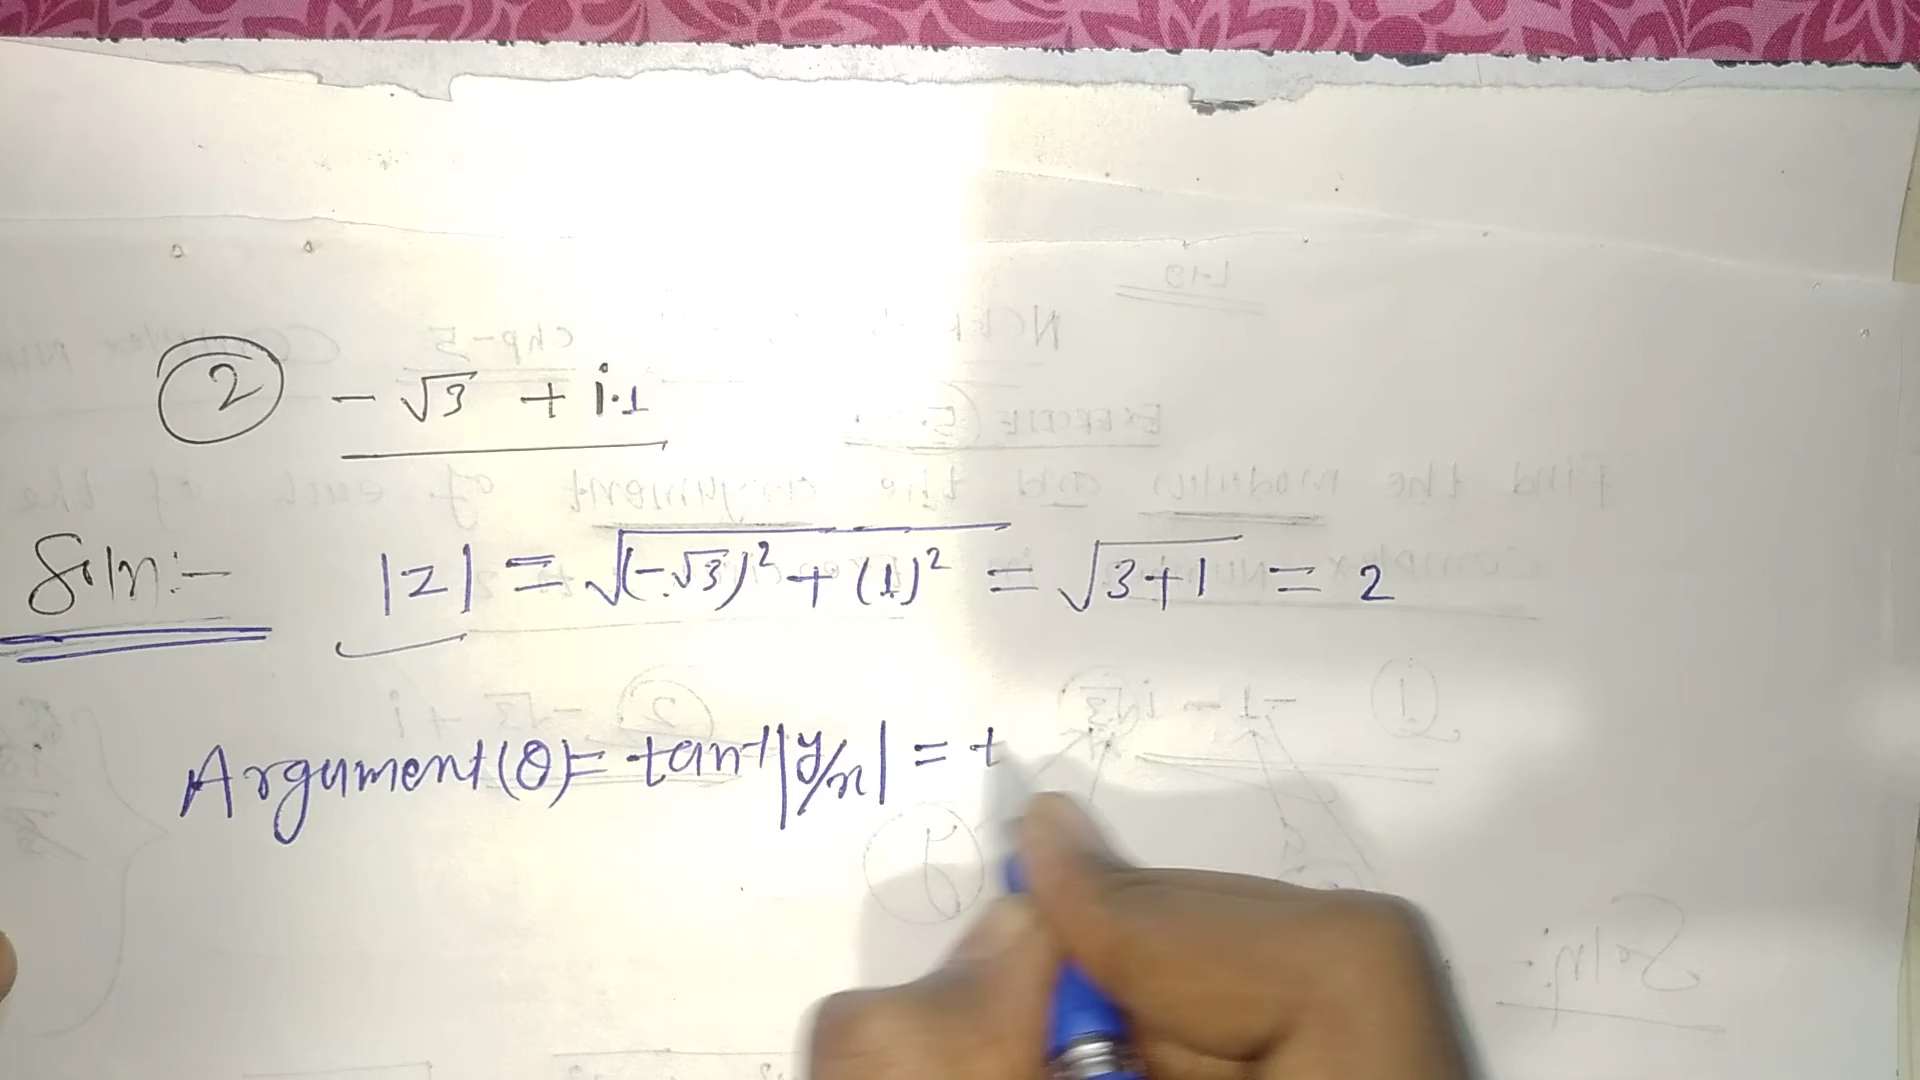 ② -√3 + i·1
Soln:- |z| = √(-√3)² + (1)² = √3+1 = 2
Argument(θ) = tan-1|y/x| = t